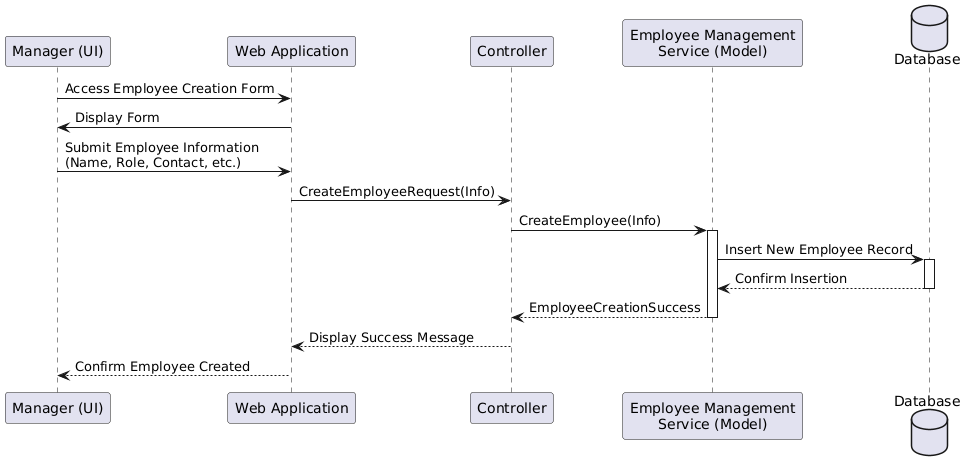 Manager (UI)
Web Application
Controller
Employee Management
Service (Model)
Database
Access Employee Creation Form
Display Form
Submit Employee Information
(Name, Role, Contact, etc.)
CreateEmployeeRequest(Info)
CreateEmployee(Info)
Insert New Employee Record
Confirm Insertion
EmployeeCreationSuccess
Display Success Message
Confirm Employee Created
Manager (UI)
Web Application
Controller
Employee Management
Service (Model)
Database